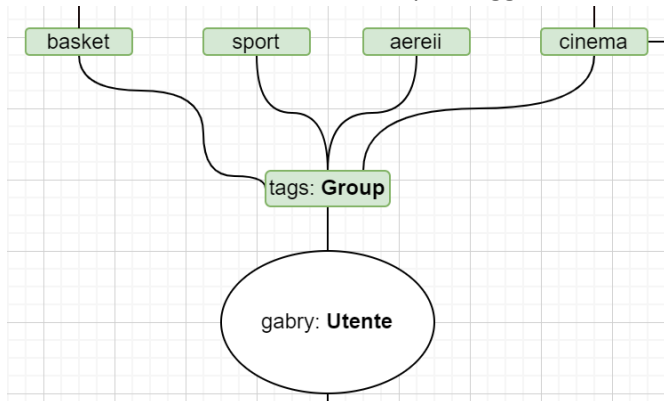 basket
sport
aereii
cinema
tags: Group
gabry: Utente